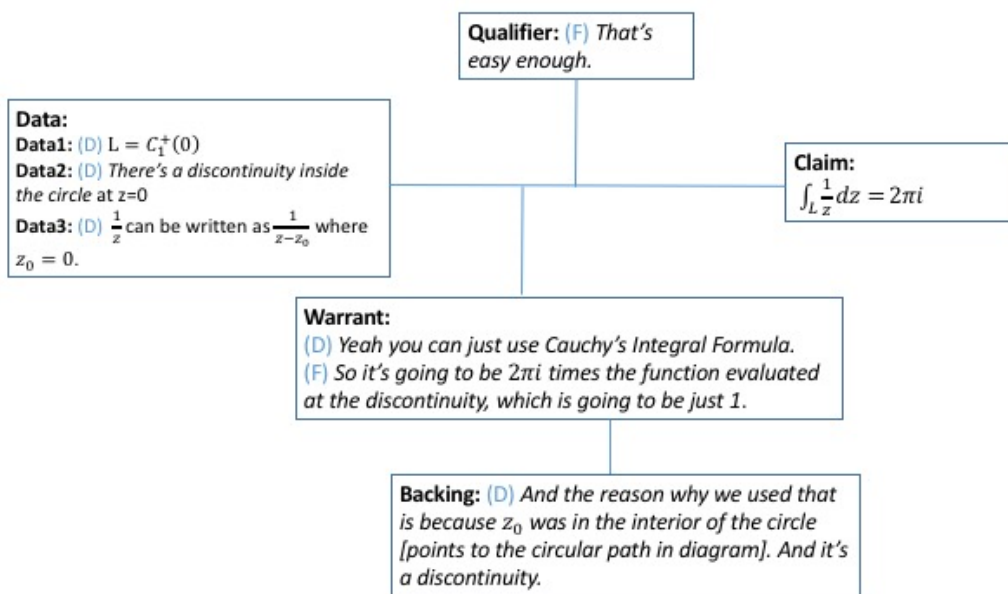 Qualifier: (F) That's
easy enough.
Data:
Data1: (D) L = C₁⁺(0)
Data2: (D) There's a discontinuity inside
the circle at z=0
Data3: (D) 1/z can be written as 1/(z−z₀) where
z₀ = 0.
Claim:
∫_L 1/z dz = 2πi
Warrant:
(D) Yeah you can just use Cauchy's Integral Formula.
(F) So it's going to be 2πi times the function evaluated
at the discontinuity, which is going to be just 1.
Backing: (D) And the reason why we used that
is because z₀ was in the interior of the circle
[points to the circular path in diagram]. And it's
a discontinuity.